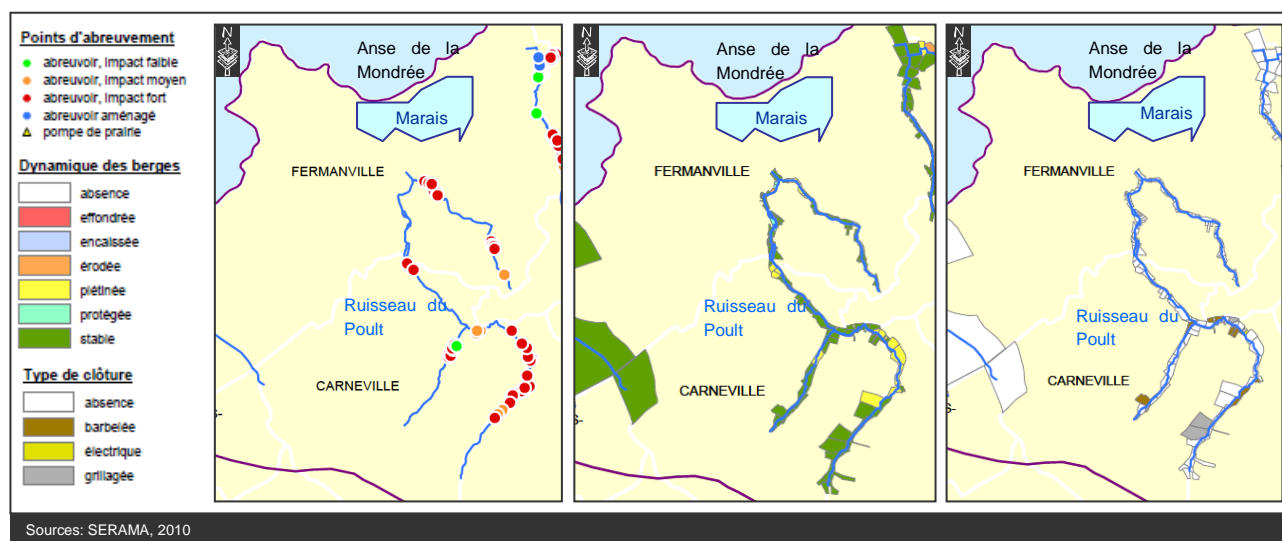 Points d'abreuvement
abreuvoir, Impact faible
abreuvoir, Impact moyen
abreuvoir, Impact fort
abreuvoir aménagé
pompe de prairie
Dynamique des berges
absence
effondrée
encaissée
érodée
piétinée
protégée
stable
Type de clôture
absence
barbelée
électrique
grillagée
N
Anse de la
Mondrée
Marais
FERMANVILLE
Ruisseau du
Poult
CARNEVILLE
S-
N
Anse de la
Mondrée
Marais
FERMANVILLE
Ruisseau du
Poult
CARNEVILLE
S-
N
Anse de la
Mondrée
Marais
FERMANVILLE
Ruisseau du
Poult
CARNEVILLE
S-
Sources: SERAMA, 2010